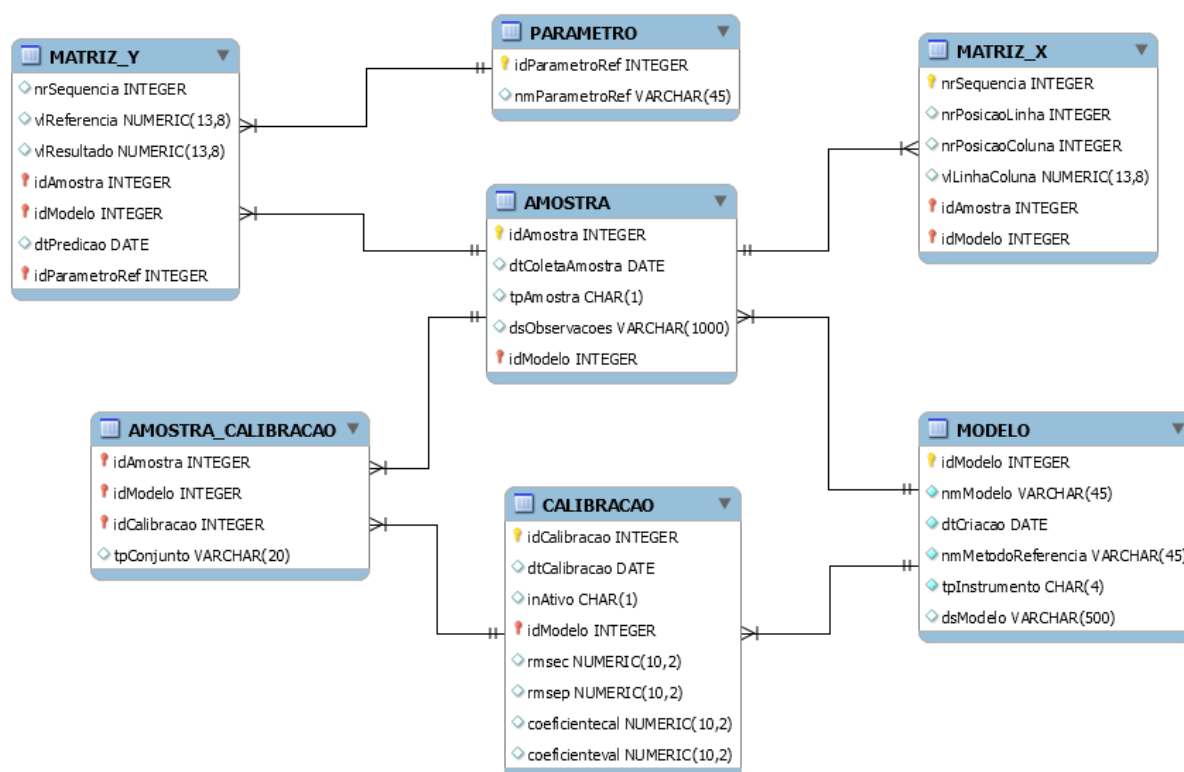 MATRIZ_Y
nrSequencia INTEGER
vlReferencia NUMERIC(13,8)
vlResultado NUMERIC(13,8)
idAmostra INTEGER
idModelo INTEGER
dtPredicao DATE
idParametroRef INTEGER
PARAMETRO
idParametroRef INTEGER
nmParametroRef VARCHAR(45)
MATRIZ_X
nrSequencia INTEGER
nrPosicaoLinha INTEGER
nrPosicaoColuna INTEGER
vlLinhaColuna NUMERIC(13,8)
idAmostra INTEGER
idModelo INTEGER
AMOSTRA
idAmostra INTEGER
dtColetaAmostra DATE
tpAmostra CHAR(1)
dsObservacoes VARCHAR(1000)
idModelo INTEGER
AMOSTRA_CALIBRACAO
idAmostra INTEGER
idModelo INTEGER
idCalibracao INTEGER
tpConjunto VARCHAR(20)
CALIBRACAO
idCalibracao INTEGER
dtCalibracao DATE
inAtivo CHAR(1)
idModelo INTEGER
rmsec NUMERIC(10,2)
rmsep NUMERIC(10,2)
coeficientecal NUMERIC(10,2)
coeficienteval NUMERIC(10,2)
MODELO
idModelo INTEGER
nmModelo VARCHAR(45)
dtCriacao DATE
nmMetodoReferencia VARCHAR(45)
tpInstrumento CHAR(4)
dsModelo VARCHAR(500)